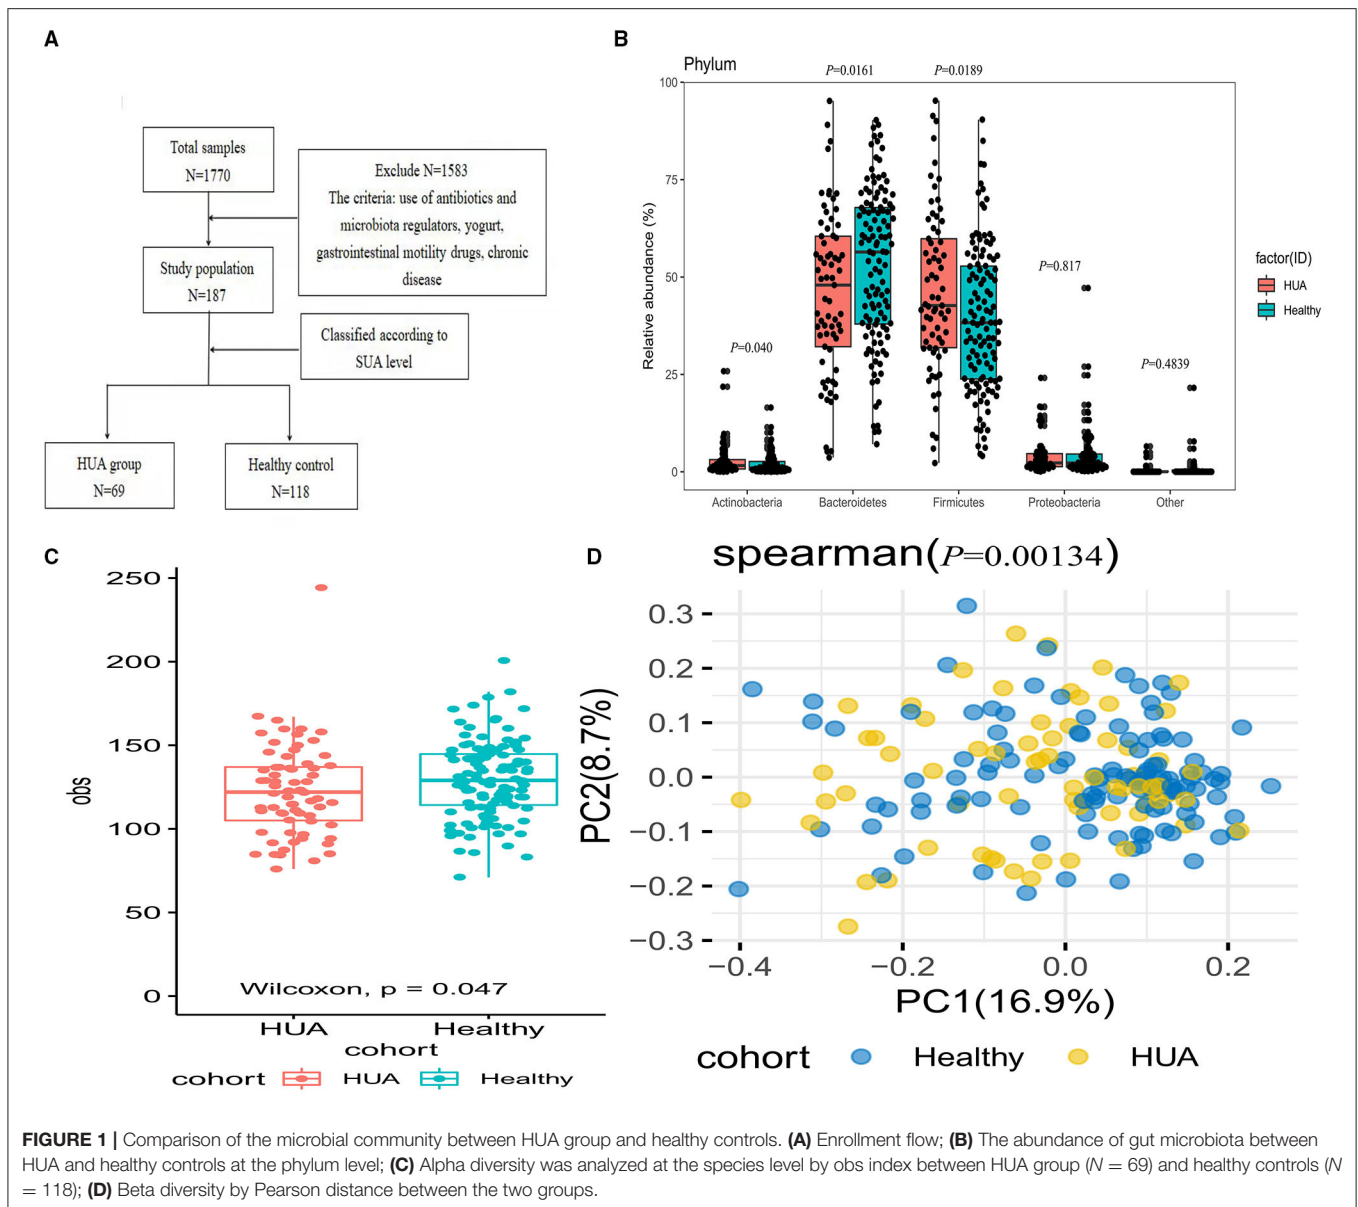 A
Total samples
N=1770
Exclude N=1583
The criteria: use of antibiotics and
microbiota regulators, yogurt,
gastrointestinal motility drugs, chronic
disease
Study population
N=187
Classified according to
SUA level
HUA group
N=69
Healthy control
N=118
B
Phylum
P=0.0161
P=0.0189
P=0.040
P=0.817
P=0.4839
100
75
50
25
0
Relative abundance (%)
Actinobacteria
Bacteroidetes
Firmicutes
Proteobacteria
Other
factor(ID)
HUA
Healthy
C
250
200
150
100
50
0
obs
Wilcoxon, p = 0.047
HUA
Healthy
cohort
cohort
HUA
Healthy
D
spearman(P=0.00134)
0.3
0.2
0.1
0.0
−0.1
−0.2
−0.3
PC2(8.7%)
−0.4
−0.2
0.0
0.2
PC1(16.9%)
cohort
Healthy
HUA
FIGURE 1 | Comparison of the microbial community between HUA group and healthy controls. (A) Enrollment flow; (B) The abundance of gut microbiota between
HUA and healthy controls at the phylum level; (C) Alpha diversity was analyzed at the species level by obs index between HUA group (N = 69) and healthy controls (N
= 118); (D) Beta diversity by Pearson distance between the two groups.